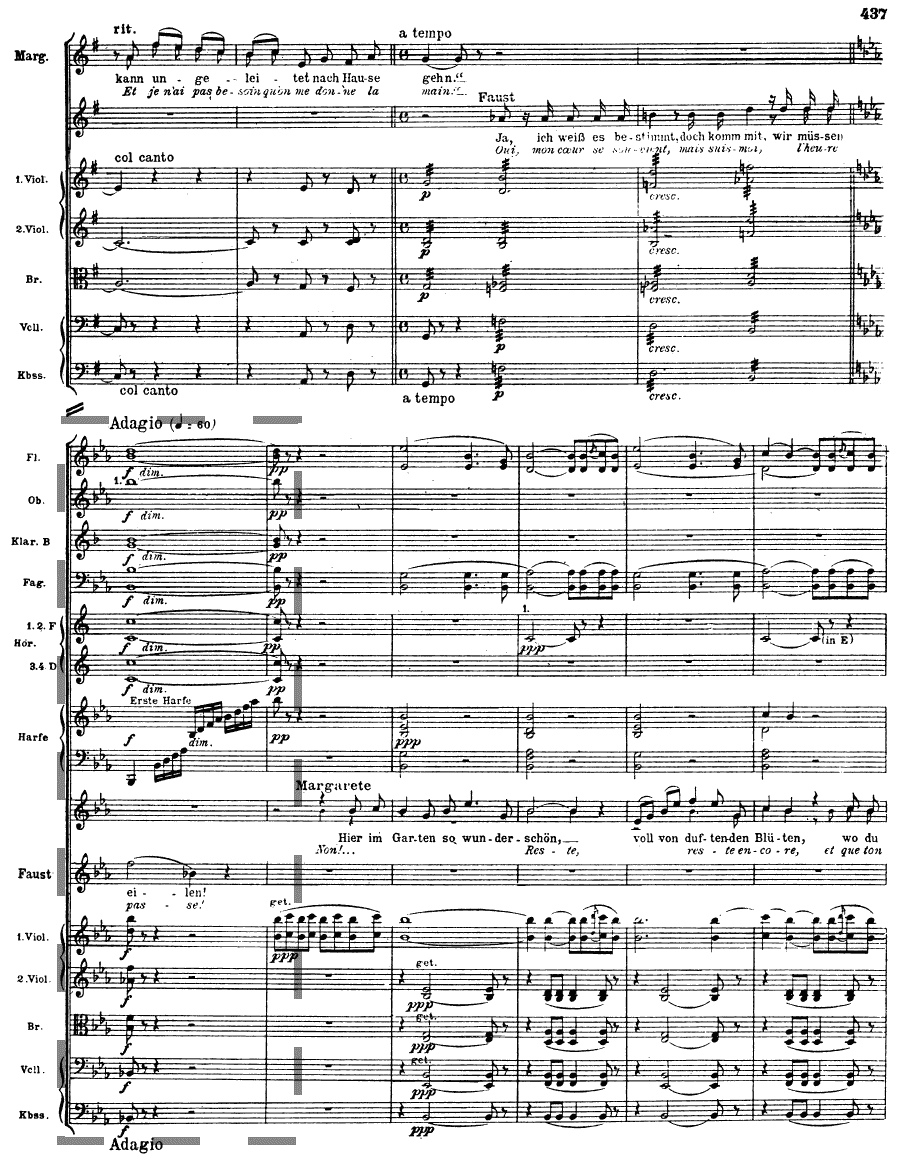 437
rit.
a tempo
Marg.
kann un - ge - lei - tet nach Hause gehn."
Et je n'ai pas be - soin qu'on me don - ne la main."
Faust
Ja, ich weiß es be - stimmt, doch komm mit, wir müs - sen
Oui, mon cœur se sou - vient, mais suis - moi, l'heu - re
col canto
1. Viol.
p
cresc.
2. Viol.
p
cresc.
Br.
p
cresc.
Vcll.
p
cresc.
Kbss.
p
cresc.
col canto
a tempo
Adagio (♩ = 60)
Fl.
f dim.
pp
1.
Ob.
f dim.
pp
Klar. B
f dim.
pp
Fag.
f dim.
pp
1. 2. F
pp
1.
ppp
(in E)
Hör.
3. 4. D
f dim.
pp
Erste Harfe
Harfe
f
dim.
pp
ppp
Margarete
Hier im Gar - ten so wun - der - schön, voll von duf - ten - den Blü - ten, wo du
Non!... Res - te, res - te en - co - re, et que ton
Faust
ei - - len!
pas - - se!
get.
1. Viol.
f
ppp
get.
2. Viol.
f
ppp
get.
Br.
f
ppp
get.
Vcll.
f
ppp
Kbss.
f
ppp
Adagio